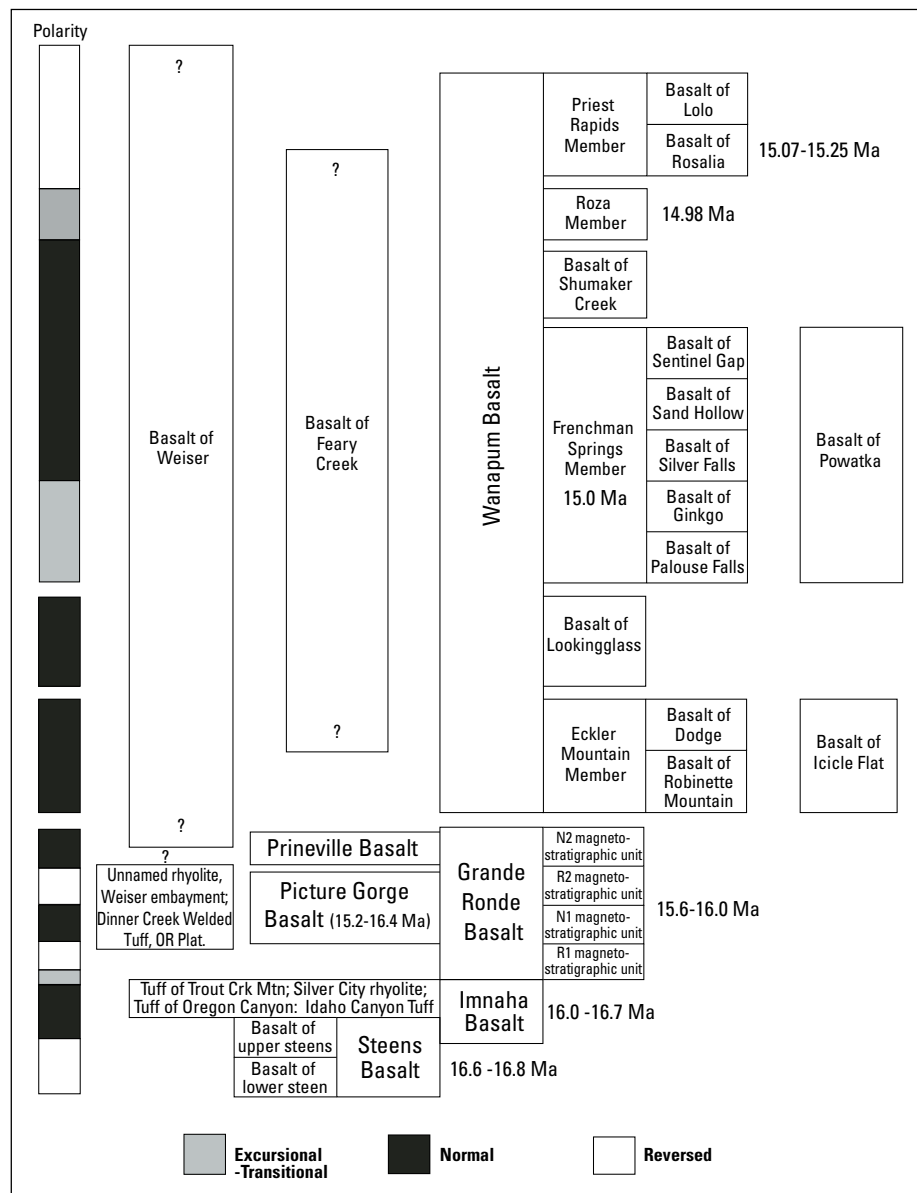 Polarity
?
Basalt of
Weiser
?
?
?
Basalt of
Feary
Creek
?
Wanapum Basalt
Priest
Rapids
Member
Basalt of
Lolo
Basalt of
Rosalia
15.07-15.25 Ma
Roza
Member
14.98 Ma
Basalt of
Shumaker
Creek
Frenchman
Springs
Member
15.0 Ma
Basalt of
Sentinel Gap
Basalt of
Sand Hollow
Basalt of
Silver Falls
Basalt of
Ginkgo
Basalt of
Palouse Falls
Basalt of
Powatka
Basalt of
Lookingglass
Eckler
Mountain
Member
Basalt of
Dodge
Basalt of
Robinette
Mountain
Basalt of
Icicle Flat
Unnamed rhyolite,
Weiser embayment;
Dinner Creek Welded
Tuff, OR Plat.
Prineville Basalt
Picture Gorge
Basalt (15.2-16.4 Ma)
Grande
Ronde
Basalt
N2 magneto-
stratigraphic unit
R2 magneto-
stratigraphic unit
N1 magneto-
stratigraphic unit
R1 magneto-
stratigraphic unit
15.6-16.0 Ma
Tuff of Trout Crk Mtn; Silver City rhyolite;
Tuff of Oregon Canyon: Idaho Canyon Tuff
Imnaha
Basalt
16.0 -16.7 Ma
Basalt of
upper steens
Basalt of
lower steen
Steens
Basalt
16.6 -16.8 Ma
Excursional
-Transitional
Normal
Reversed